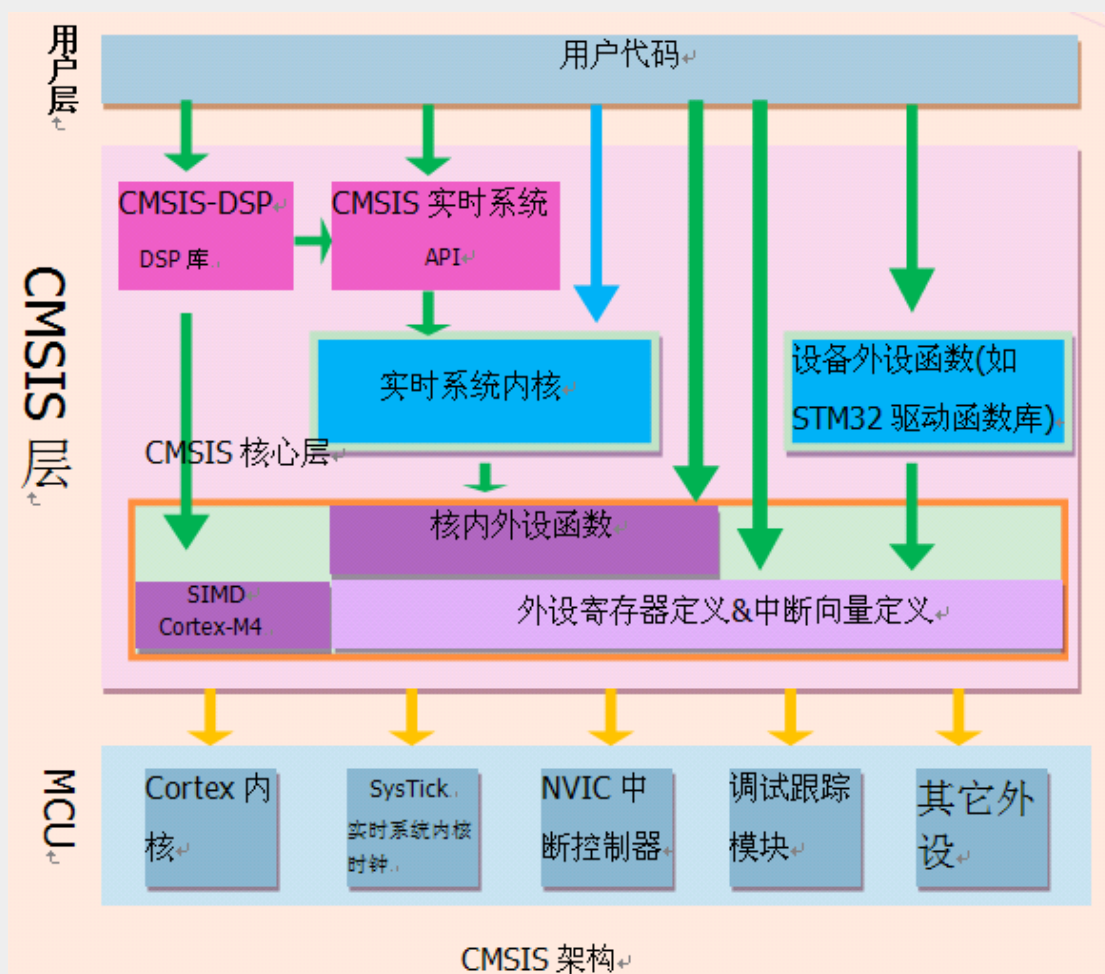 用户层
用户代码
CMSIS层
CMSIS-DSP
DSP 库
CMSIS 实时系统
API
实时系统内核
设备外设函数(如
STM32 驱动函数库)
CMSIS 核心层
核内外设函数
SIMD
Cortex-M4
外设寄存器定义&中断向量定义
MCU
Cortex 内
核
SysTick
实时系统内核
时钟
NVIC 中
断控制器
调试跟踪
模块
其它外
设
CMSIS 架构